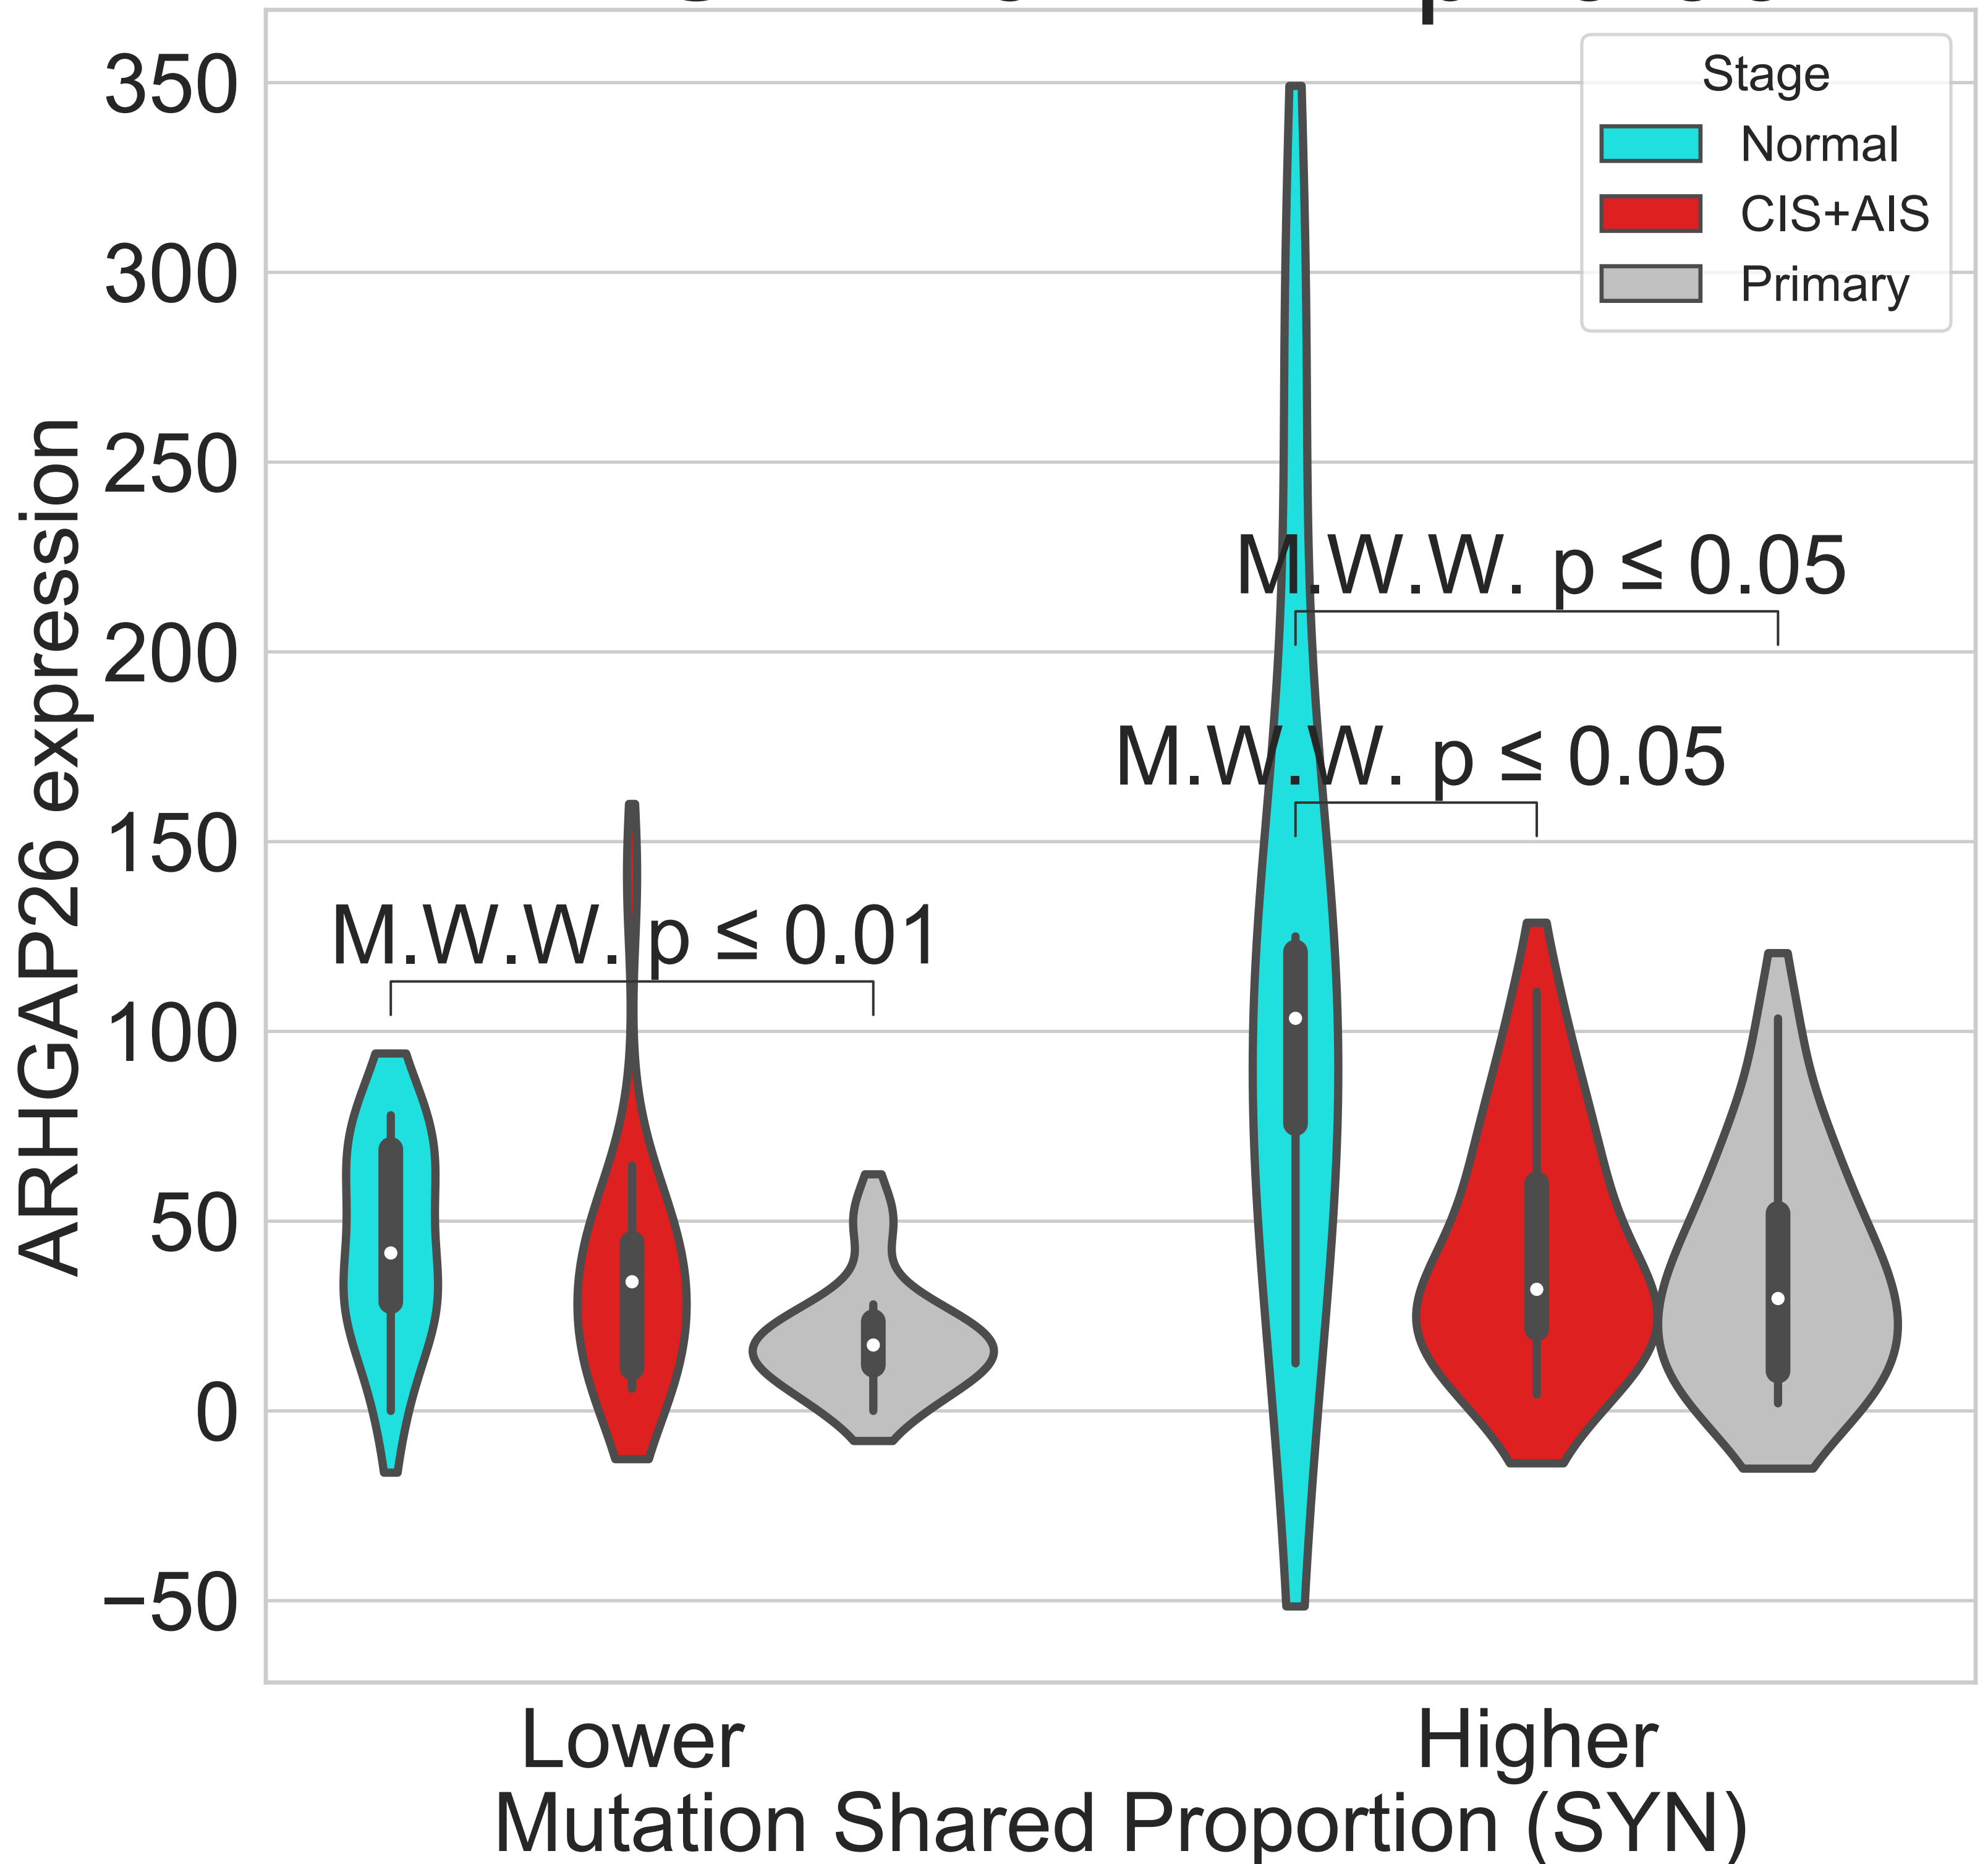 350
300
250
200
150
100
50
0
−50
ARHGAP26 expression
Stage
Normal
CIS+AIS
Primary
M.W.W. p ≤ 0.05
M.W.W. p ≤ 0.05
M.W.W. p ≤ 0.01
Lower
Higher
Mutation Shared Proportion (SYN)